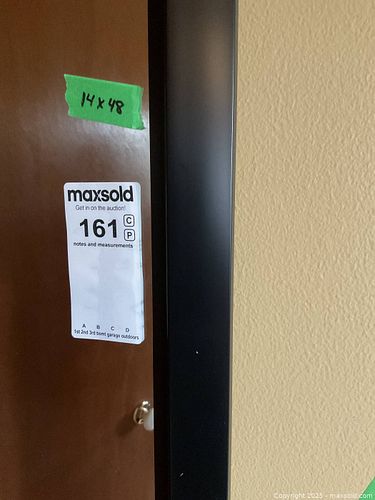 14 x 48
maxsold
Get in on the auction!
161 C
P
notes and measurements
A B C D
1st 2nd 3rd bsmt garage outdoors
Copyright 2025 - maxsold.com